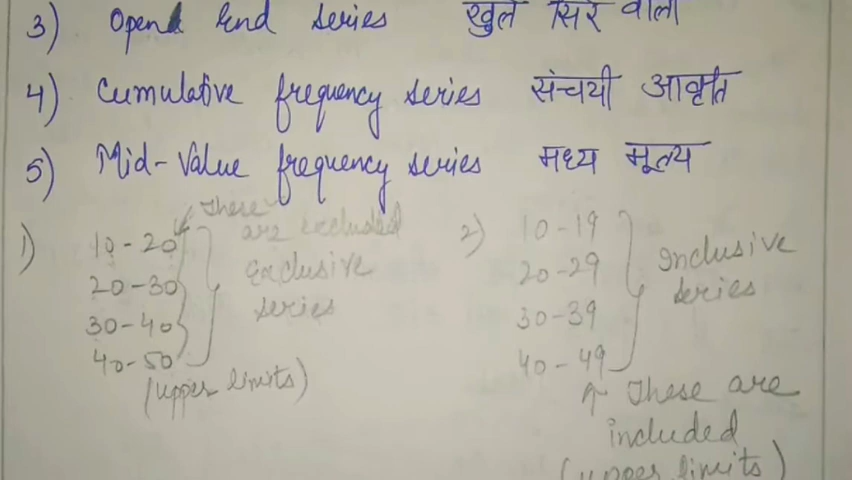 3) Open End series खुले सिरे वाली
4) Cumulative frequency series संचयी आवृति
5) Mid-Value frequency series मध्य मूल्य
1) 10-20
20-30
30-40
40-50
(upper limits)
These
are excluded
Exclusive
series
2) 10-19
20-29
30-39
40-49
Inclusive
series
These are
included
(upper limits)